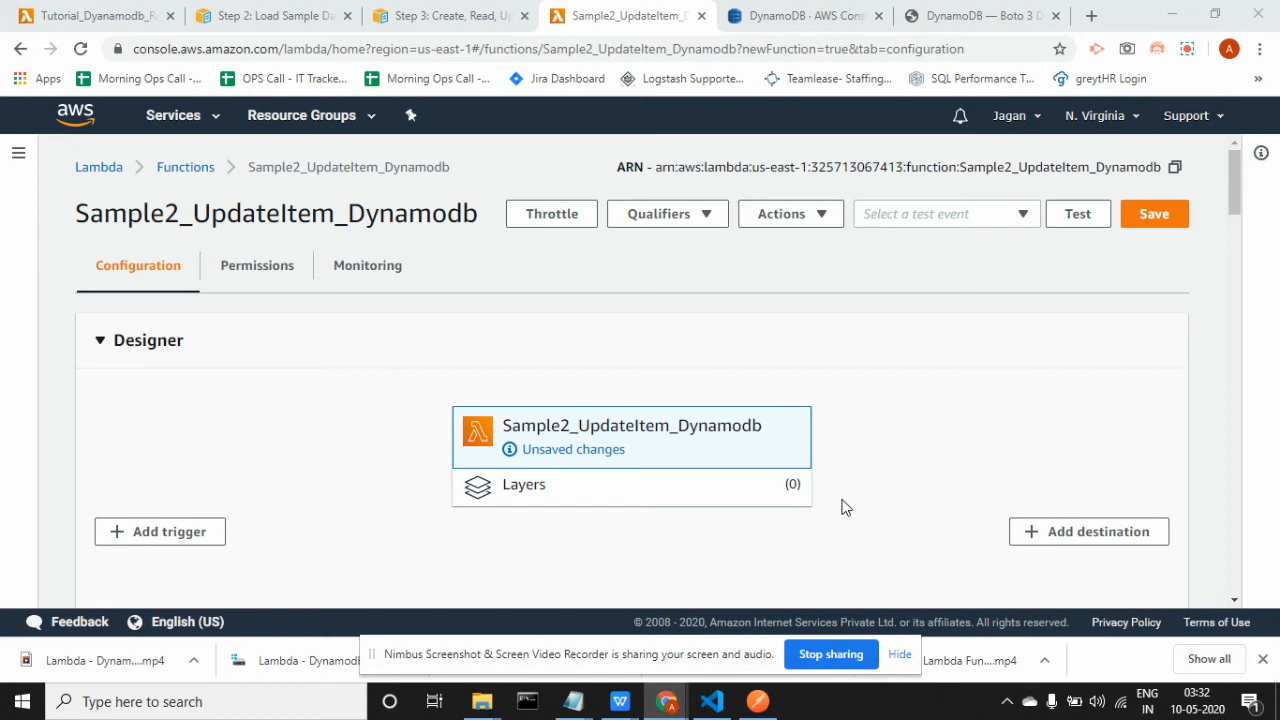 Tutorial_Dyanamodb_R
Step 2: Load Sample Da
Step 3: Create, Read, Up
Sample2_UpdateItem_D
DynamoDB - AWS Cons
DynamoDB — Boto 3 D
console.aws.amazon.com/lambda/home?region=us-east-1#/functions/Sample2_UpdateItem_Dynamodb?newFunction=true&tab=configuration
A
Apps
Morning Ops Call -...
OPS Call - IT Tracke...
Morning Ops Call -...
Jira Dashboard
Logstash Supporte...
Teamlease- Staffing...
SQL Performance T...
greytHR Login
»
aws
Services
Resource Groups
Jagan
N. Virginia
Support
Lambda
Functions
Sample2_UpdateItem_Dynamodb
ARN - arn:aws:lambda:us-east-1:325713067413:function:Sample2_UpdateItem_Dynamodb
Sample2_UpdateItem_Dynamodb
Throttle
Qualifiers
Actions
Select a test event
Test
Save
Configuration
Permissions
Monitoring
Designer
Sample2_UpdateItem_Dynamodb
Unsaved changes
Layers
(0)
+ Add trigger
+ Add destination
Feedback
English (US)
© 2008 - 2020, Amazon Internet Services Private Ltd. or its affiliates. All rights reserved.
Privacy Policy
Terms of Use
Lambda - Dynam....mp4
Lambda - Dynamodb
Nimbus Screenshot & Screen Video Recorder is sharing your screen and audio.
Stop sharing
Hide
Lambda Fun....mp4
Show all
Type here to search
ENG
IN
03:32
10-05-2020
1